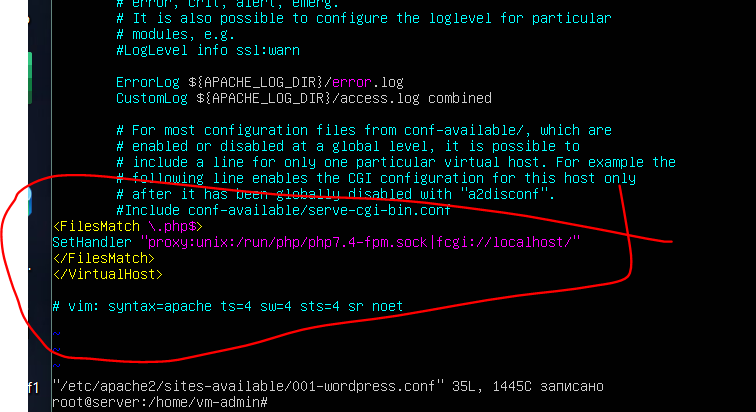 # error, crit, alert, emerg.
# It is also possible to configure the loglevel for particular
# modules, e.g.
#LogLevel info ssl:warn
ErrorLog ${APACHE_LOG_DIR}/error.log
CustomLog ${APACHE_LOG_DIR}/access.log combined
# For most configuration files from conf-available/, which are
# enabled or disabled at a global level, it is possible to
# include a line for only one particular virtual host. For example the
# following line enables the CGI configuration for this host only
# after it has been globally disabled with "a2disconf".
#Include conf-available/serve-cgi-bin.conf
<FilesMatch \.php$>
SetHandler "proxy:unix:/run/php/php7.4-fpm.sock|fcgi://localhost/"
</FilesMatch>
</VirtualHost>
# vim: syntax=apache ts=4 sw=4 sts=4 sr noet
~
~
~
f1
"/etc/apache2/sites-available/001-wordpress.conf" 35L, 1445C записано
root@server:/home/vm-admin#